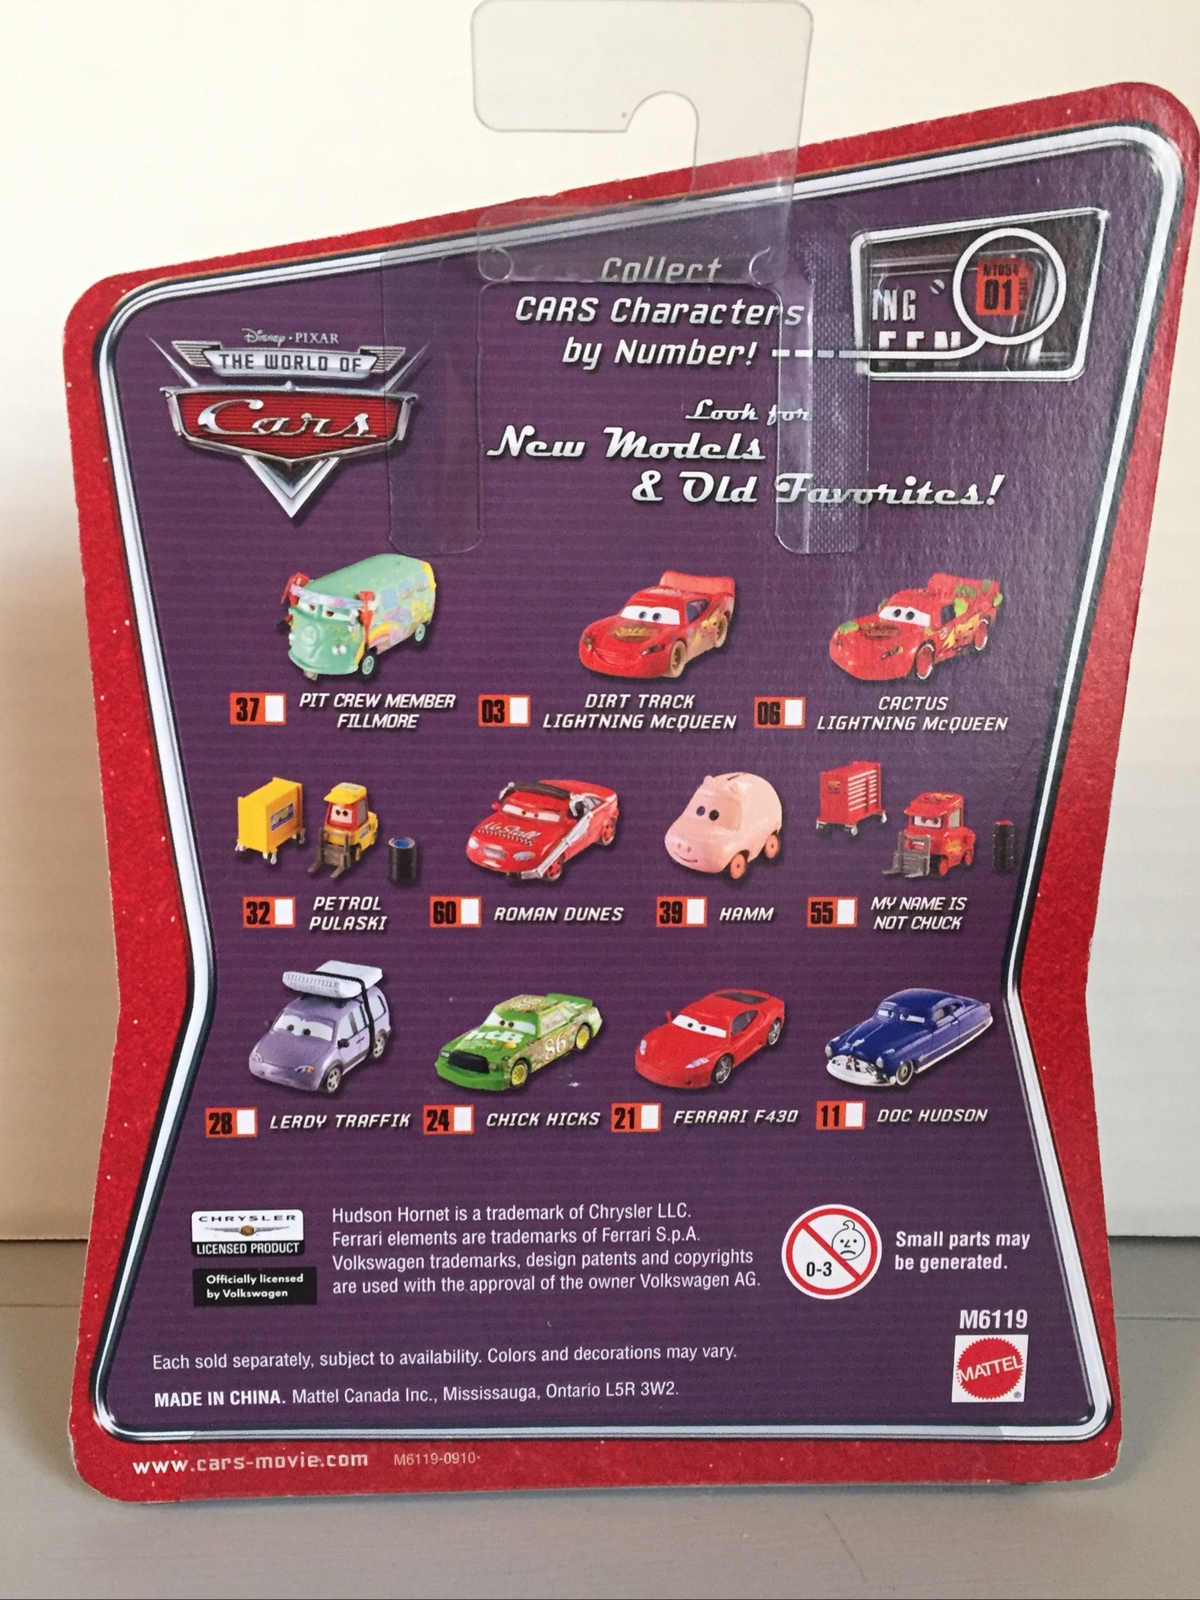 Collect
CARS Characters
by Number!
ING
EEN
01
Disney · PIXAR
THE WORLD OF
Cars
Look for
New Models
& Old Favorites!
37 PIT CREW MEMBER
FILLMORE
03 DIRT TRACK
LIGHTNING McQUEEN
06 CACTUS
LIGHTNING McQUEEN
32 PETROL
PULASKI
60 ROMAN DUNES
39 HAMM
55 MY NAME IS
NOT CHUCK
86
28 LEROY TRAFFIK
24 CHICK HICKS
21 FERRARI F430
11 DOC HUDSON
CHRYSLER
LICENSED PRODUCT
Officially licensed
by Volkswagen
Hudson Hornet is a trademark of Chrysler LLC.
Ferrari elements are trademarks of Ferrari S.p.A.
Volkswagen trademarks, design patents and copyrights
are used with the approval of the owner Volkswagen AG.
0-3
Small parts may
be generated.
M6119
MATTEL
®
Each sold separately, subject to availability. Colors and decorations may vary.
MADE IN CHINA. Mattel Canada Inc., Mississauga, Ontario L5R 3W2.
www.cars-movie.com M6119-0910